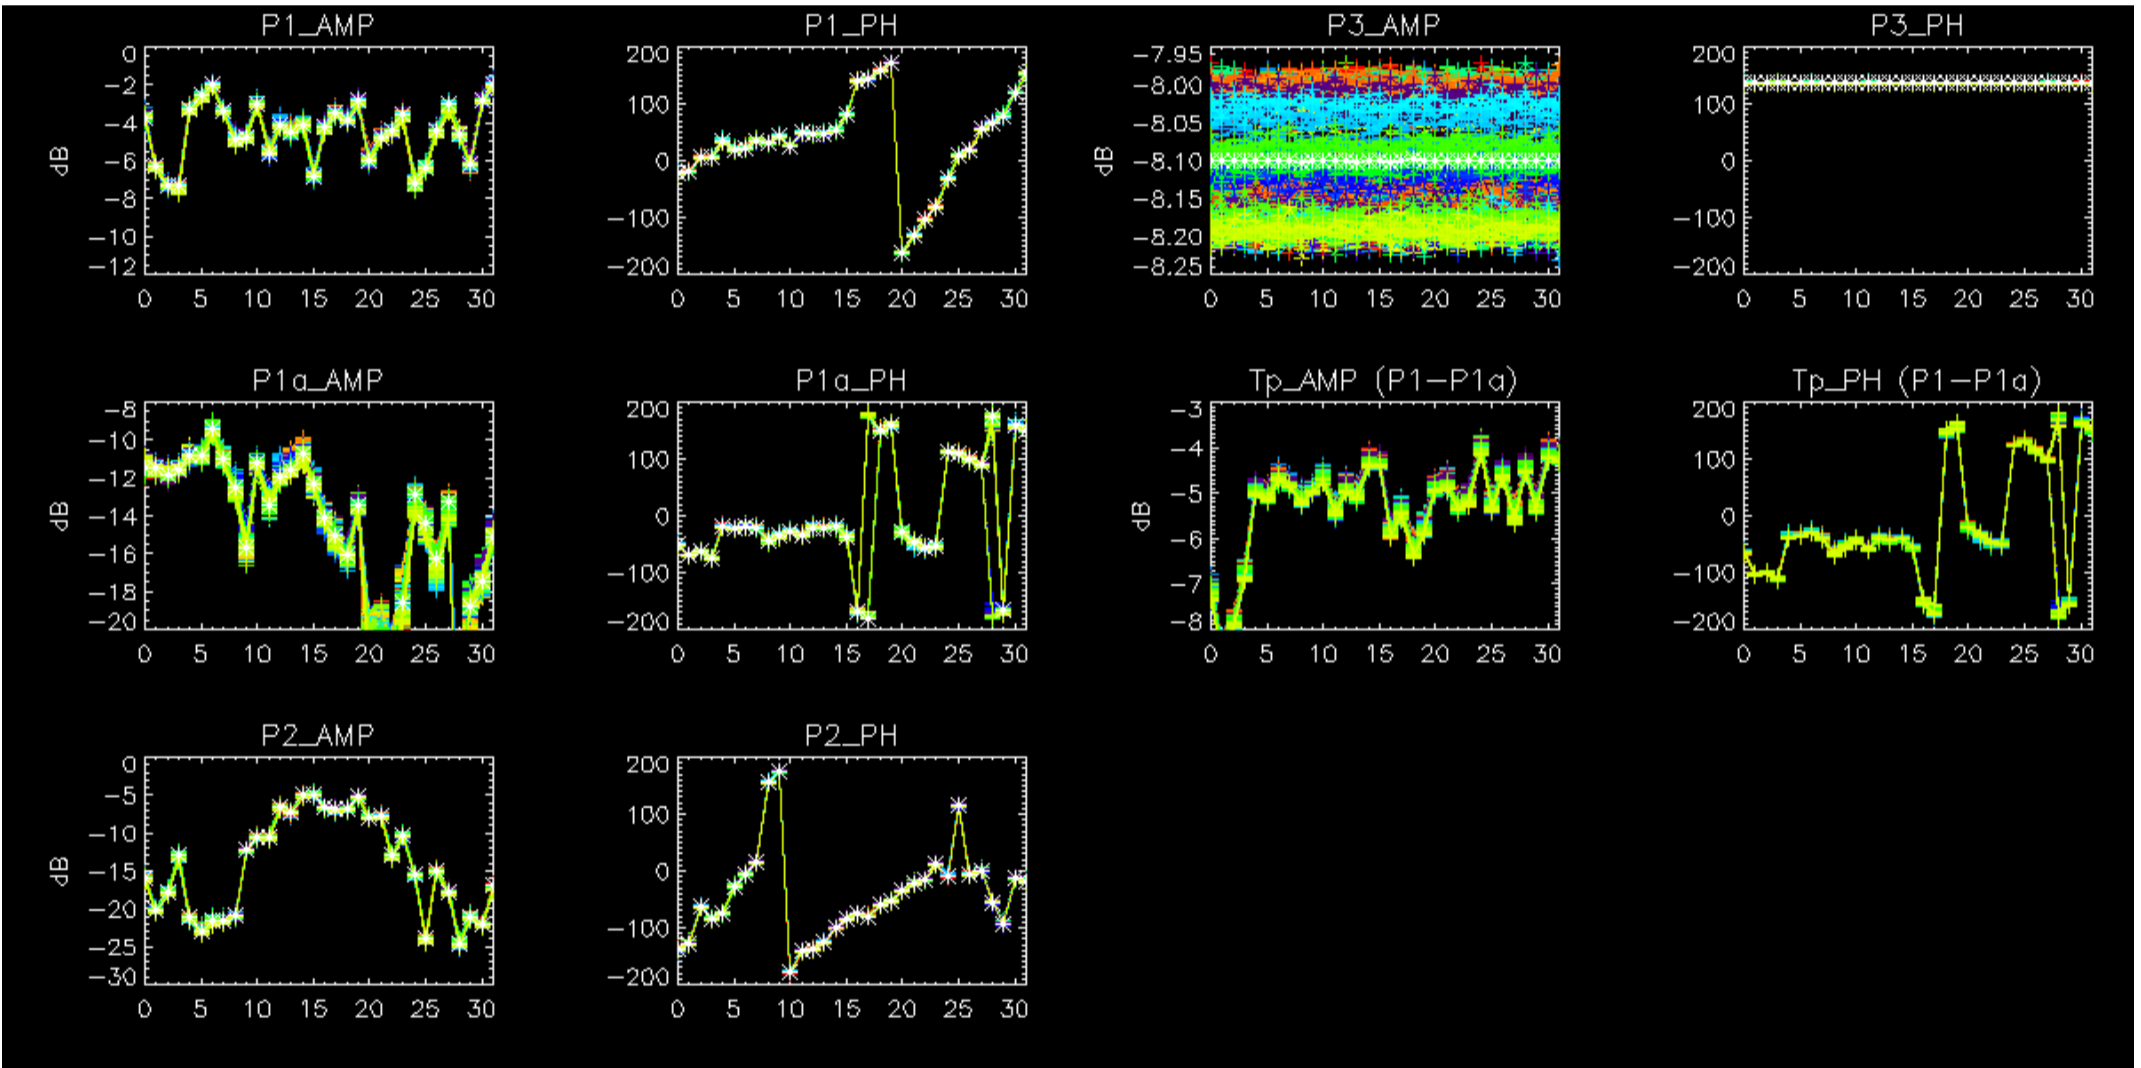 P1_AMP
dB
0
−2
−4
−6
−8
−10
−12
0 5 10 15 20 25 30
P1_PH
200
100
0
−100
−200
0 5 10 15 20 25 30
P3_AMP
dB
−7.95
−8.00
−8.05
−8.10
−8.15
−8.20
−8.25
0 5 10 15 20 25 30
P3_PH
200
100
0
−100
−200
0 5 10 15 20 25 30
P1a_AMP
dB
−8
−10
−12
−14
−16
−18
−20
0 5 10 15 20 25 30
P1a_PH
200
100
0
−100
−200
0 5 10 15 20 25 30
Tp_AMP (P1−P1a)
dB
−3
−4
−5
−6
−7
−8
0 5 10 15 20 25 30
Tp_PH (P1−P1a)
200
100
0
−100
−200
0 5 10 15 20 25 30
P2_AMP
dB
0
−5
−10
−15
−20
−25
−30
0 5 10 15 20 25 30
P2_PH
200
100
0
−100
−200
0 5 10 15 20 25 30